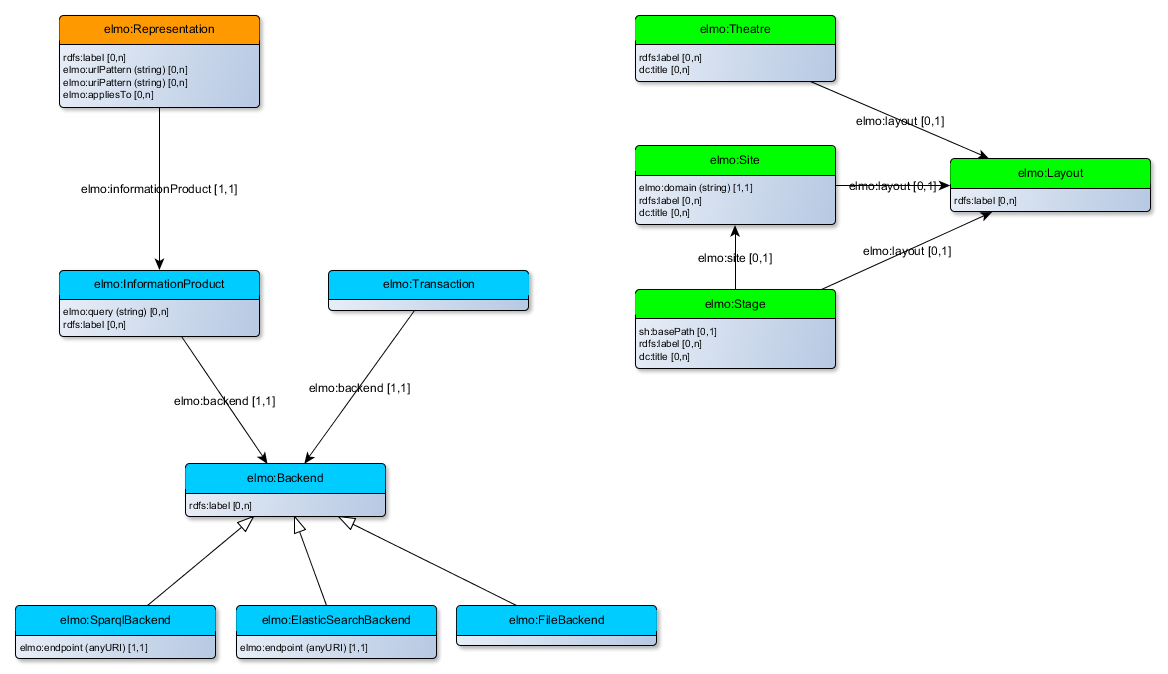 elmo:Representation
rdfs:label [0,n]
elmo:urlPattern (string) [0,n]
elmo:uriPattern (string) [0,n]
elmo:appliesTo [0,n]
elmo:informationProduct [1,1]
elmo:InformationProduct
elmo:query (string) [0,n]
rdfs:label [0,n]
elmo:Transaction
elmo:backend [1,1]
elmo:backend [1,1]
elmo:Backend
rdfs:label [0,n]
elmo:SparqlBackend
elmo:endpoint (anyURI) [1,1]
elmo:ElasticSearchBackend
elmo:endpoint (anyURI) [1,1]
elmo:FileBackend
elmo:Theatre
rdfs:label [0,n]
dc:title [0,n]
elmo:layout [0,1]
elmo:Site
elmo:domain (string) [1,1]
rdfs:label [0,n]
dc:title [0,n]
elmo:layout [0,1]
elmo:Layout
rdfs:label [0,n]
elmo:site [0,1]
elmo:layout [0,1]
elmo:Stage
sh:basePath [0,1]
rdfs:label [0,n]
dc:title [0,n]